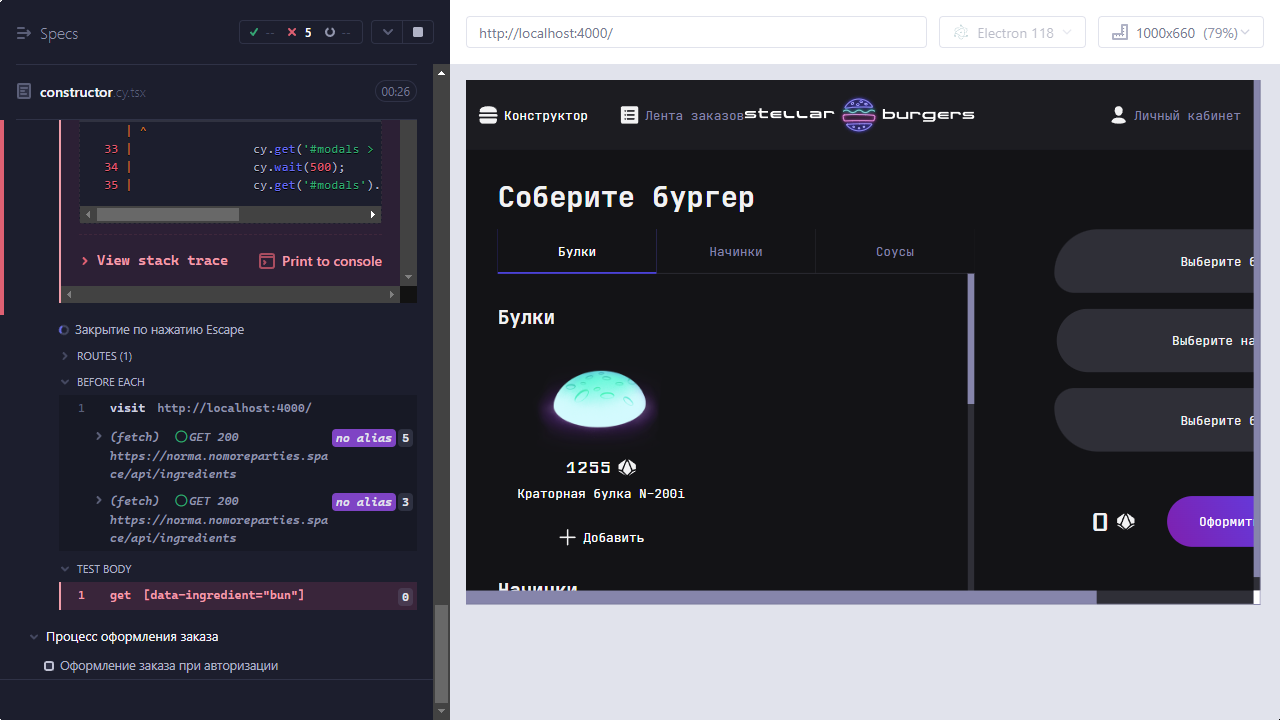 Specs
-- 5 --
constructor.cy.tsx
00:26
| ^
33 | cy.get('#modals >
34 | cy.wait(500);
35 | cy.get('#modals').
View stack trace
Print to console
Закрытие по нажатию Escape
ROUTES (1)
BEFORE EACH
1 visit http://localhost:4000/
(fetch) GET 200 no alias 5
https://norma.nomoreparties.spa
ce/api/ingredients
(fetch) GET 200 no alias 3
https://norma.nomoreparties.spa
ce/api/ingredients
TEST BODY
1 get [data-ingredient="bun"] 0
Процесс оформления заказа
Оформление заказа при авторизации
http://localhost:4000/
Electron 118
1000x660 (79%)
Конструктор
Лента заказов
stellar burgers
Личный кабинет
Соберите бургер
Булки
Начинки
Соусы
Булки
1255
Краторная булка N-200i
Добавить
Начинки
Выберите б
Выберите на
Выберите б
0
Оформит